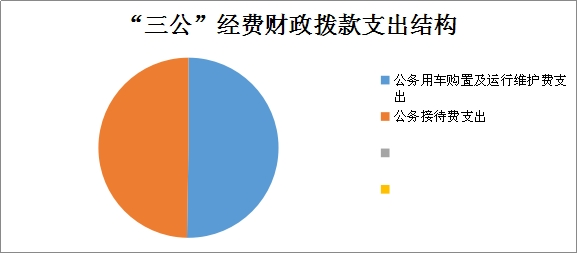 “三公”经费财政拨款支出结构
公务用车购置及运行维护费支
出
公务接待费支出